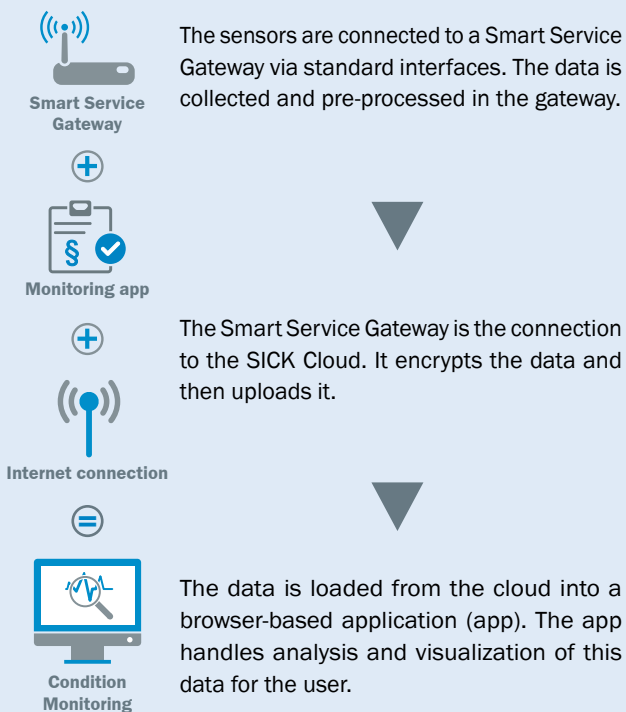 The sensors are connected to a Smart Service
Gateway via standard interfaces. The data is
collected and pre-processed in the gateway.
Smart Service
Gateway
+
§
Monitoring app
+
The Smart Service Gateway is the connection
to the SICK Cloud. It encrypts the data and
then uploads it.
Internet connection
=
The data is loaded from the cloud into a
browser-based application (app). The app
handles analysis and visualization of this
data for the user.
Condition
Monitoring